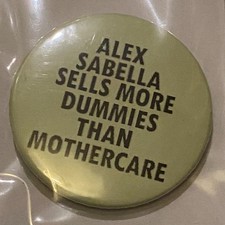 ALEX
SABELLA
SELLS MORE
DUMMIES
THAN
MOTHERCARE